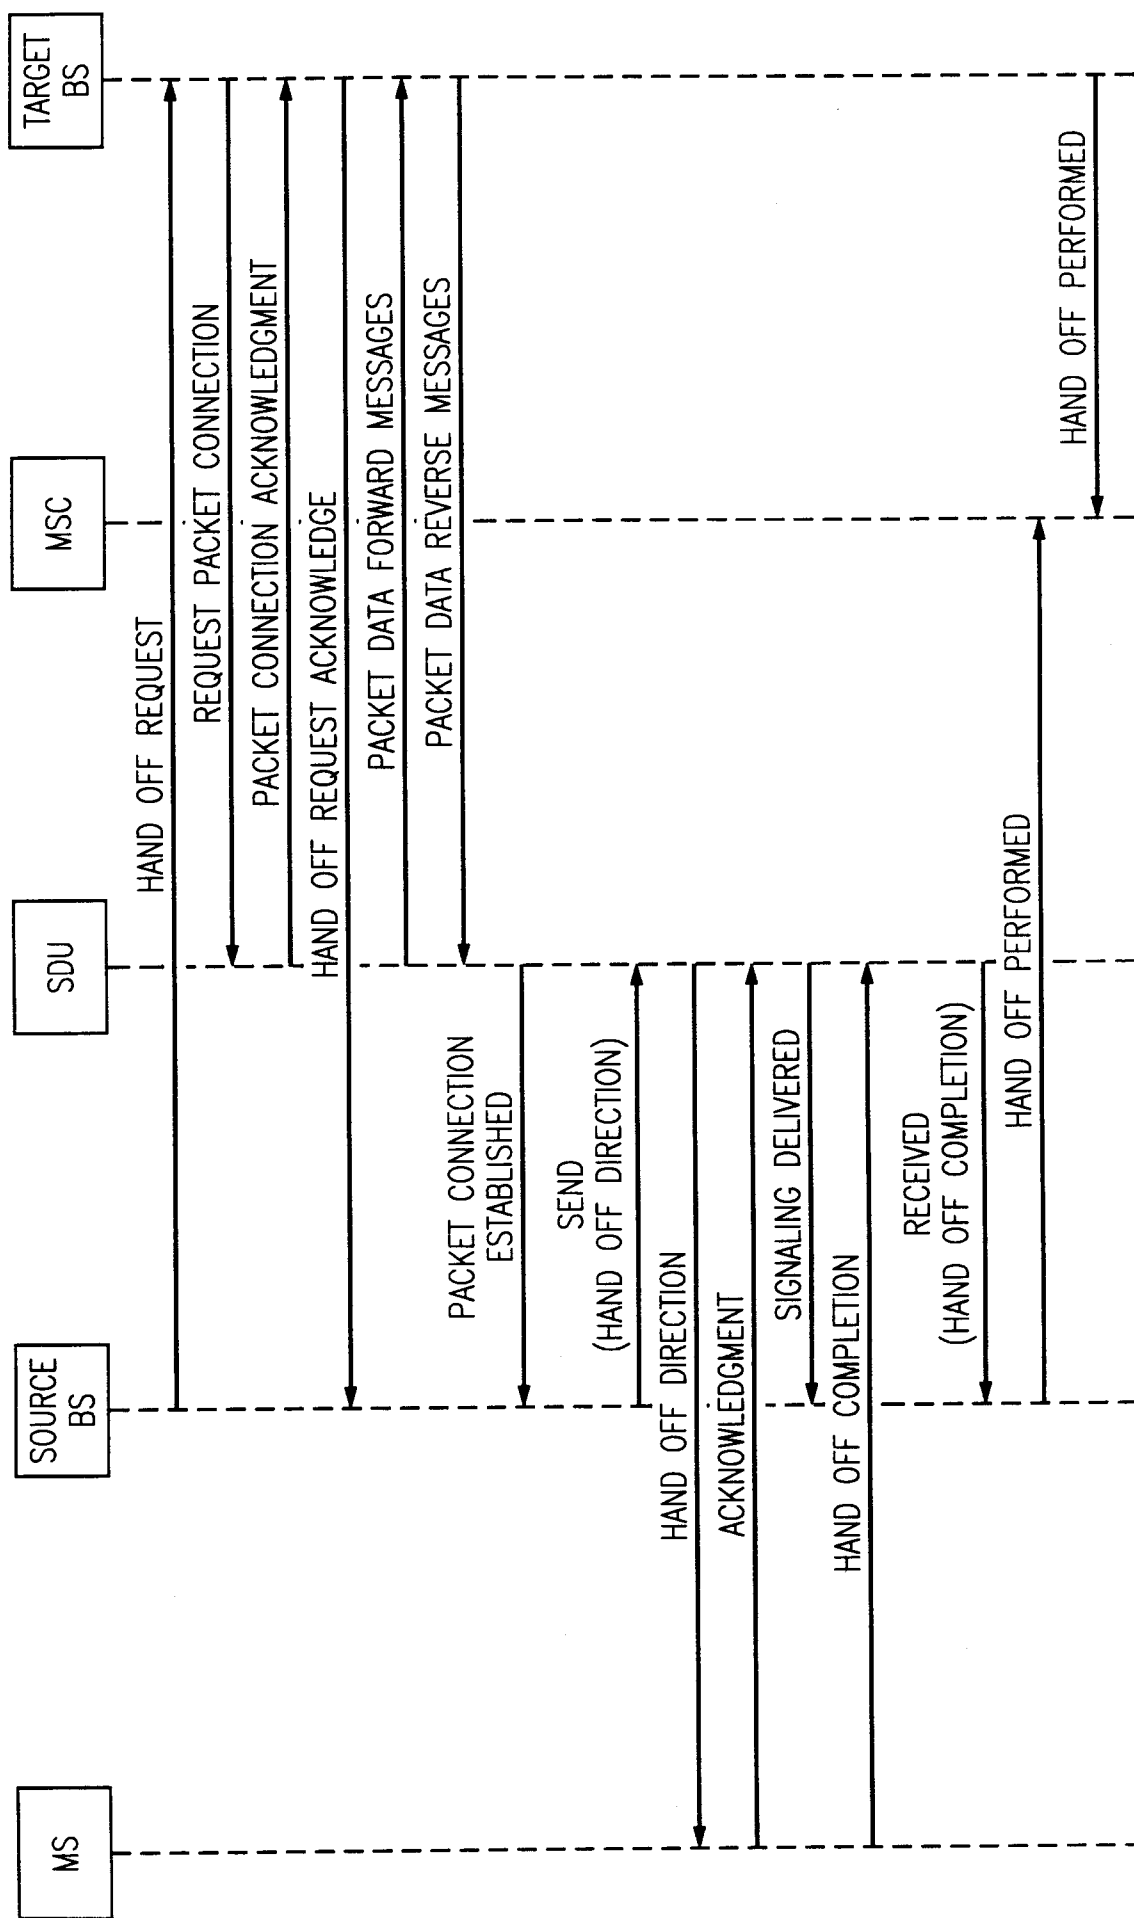 MS
SOURCE
BS
SDU
MSC
TARGET
BS
HAND OFF REQUEST
REQUEST PACKET CONNECTION
PACKET CONNECTION ACKNOWLEDGMENT
HAND OFF REQUEST ACKNOWLEDGE
PACKET DATA FORWARD MESSAGES
PACKET DATA REVERSE MESSAGES
PACKET CONNECTION
ESTABLISHED
SEND
(HAND OFF DIRECTION)
HAND OFF DIRECTION
ACKNOWLEDGMENT
SIGNALING DELIVERED
HAND OFF COMPLETION
RECEIVED
(HAND OFF COMPLETION)
HAND OFF PERFORMED
HAND OFF PERFORMED